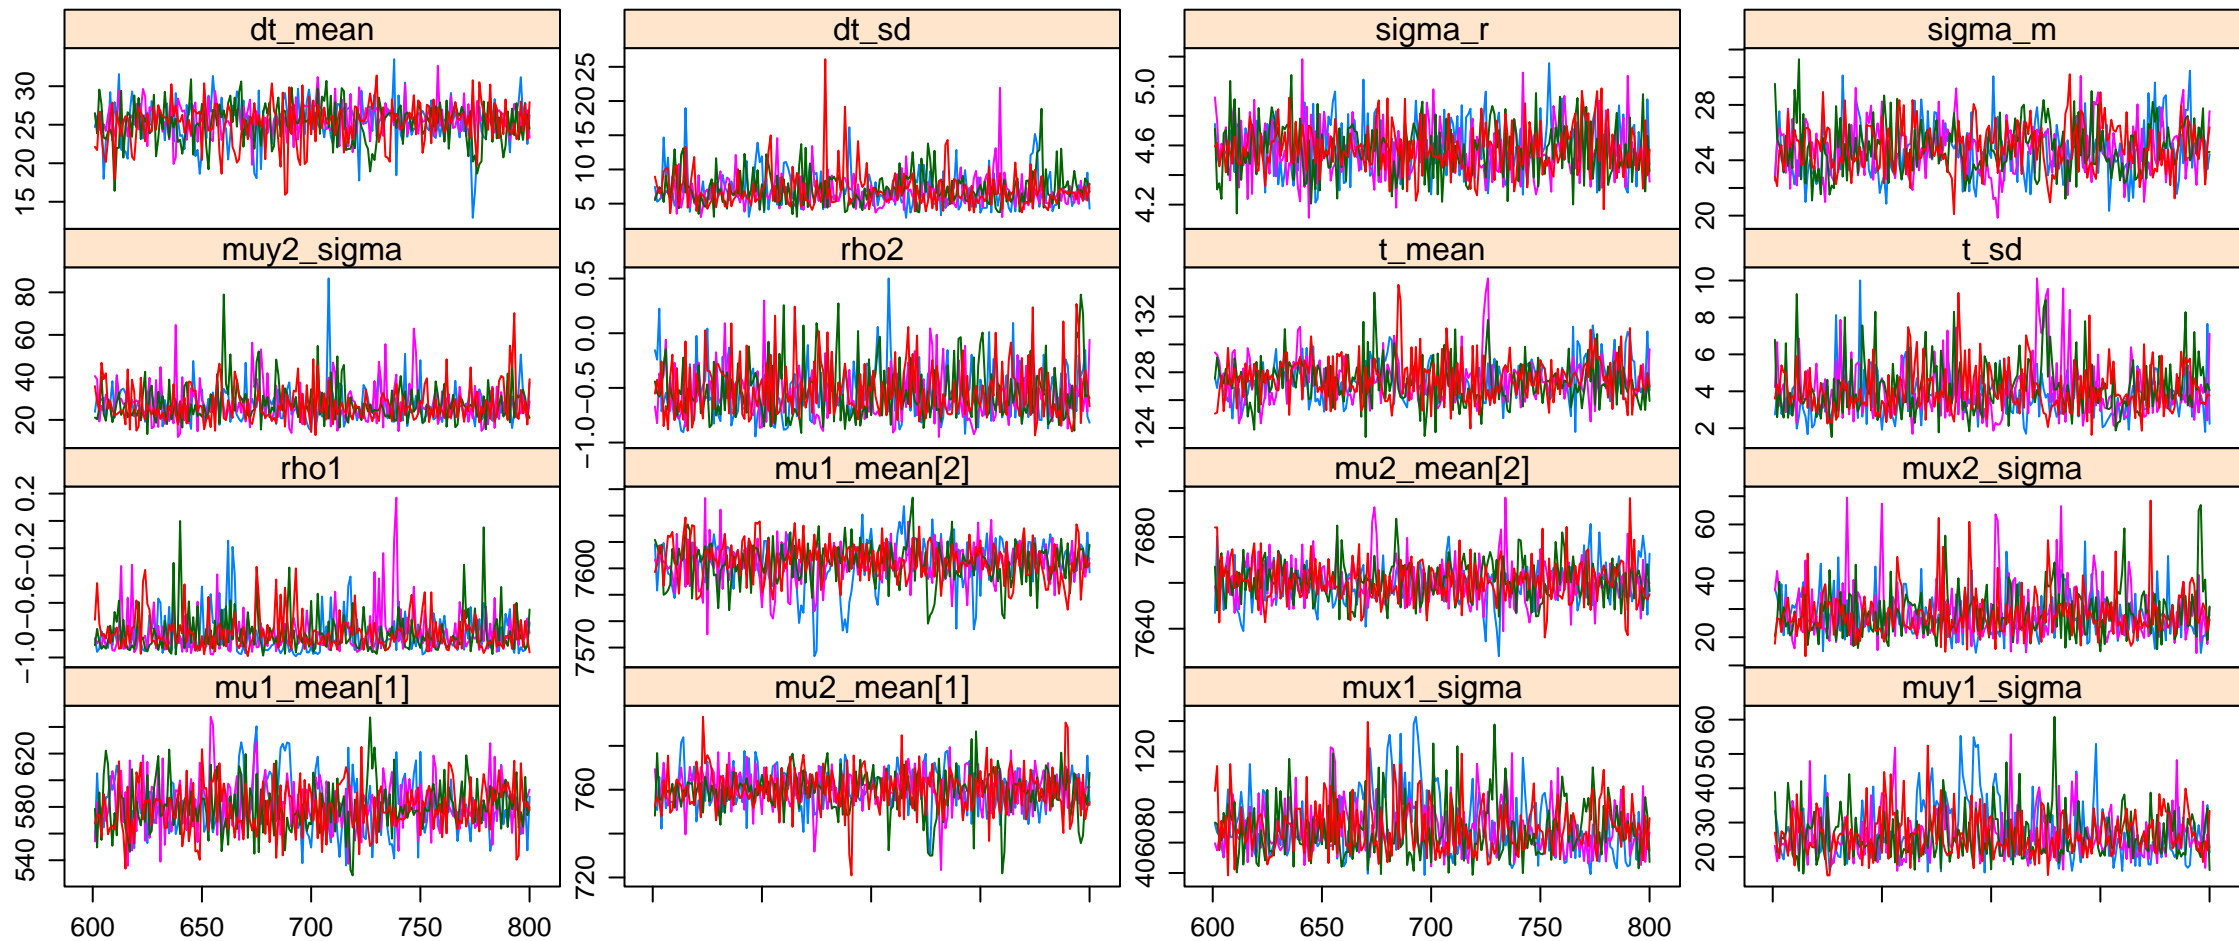 dt_mean dt_sd sigma_r sigma_m
15 20 25 30
5 10 15 20 25
4.2 4.6 5.0
20 24 28
muy2_sigma rho2 t_mean t_sd
20 40 60 80
−1.0 −0.5 0.0 0.5
124 128 132
2 4 6 8 10
rho1 mu1_mean[2] mu2_mean[2] mux2_sigma
−1.0 −0.6 −0.2 0.2
7570 7600
7640 7680
20 40 60
mu1_mean[1] mu2_mean[1] mux1_sigma muy1_sigma
540 580 620
720 760
40 60 80 120
20 30 40 50 60
600 650 700 750 800 600 650 700 750 800